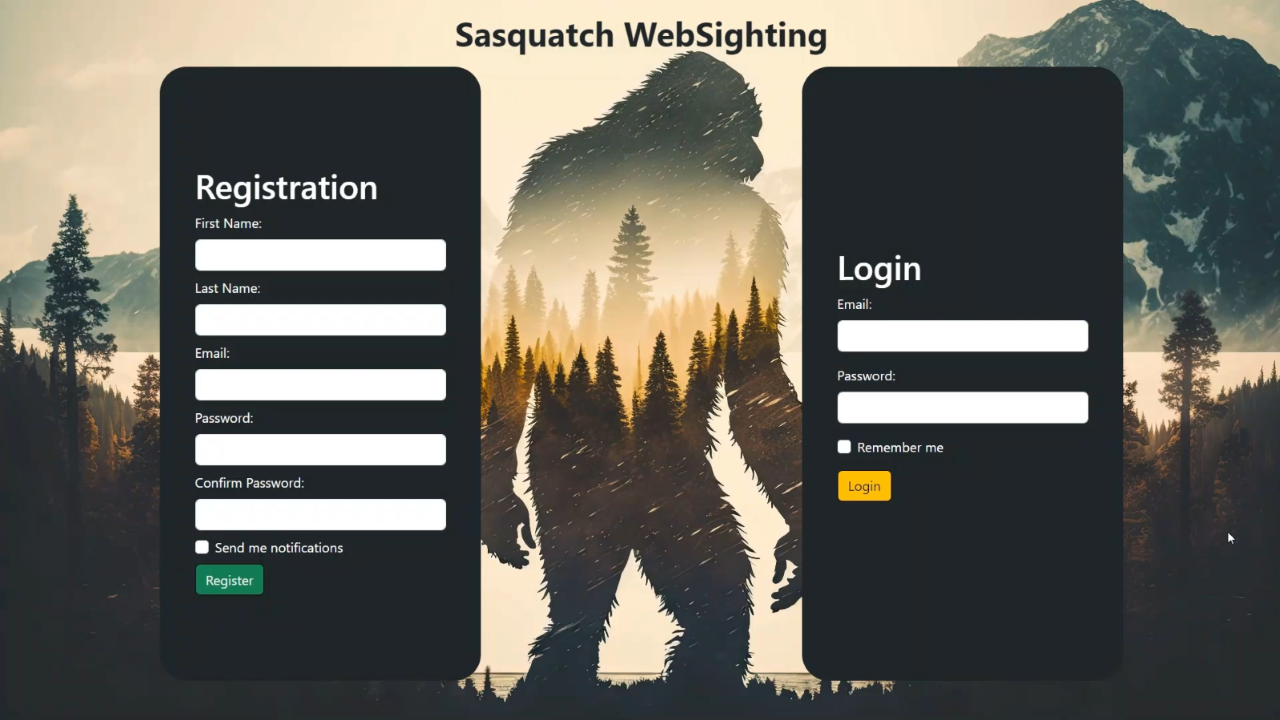 Sasquatch WebSighting
Registration
First Name:
Last Name:
Email:
Password:
Confirm Password:
Send me notifications
Register
Login
Email:
Password:
Remember me
Login